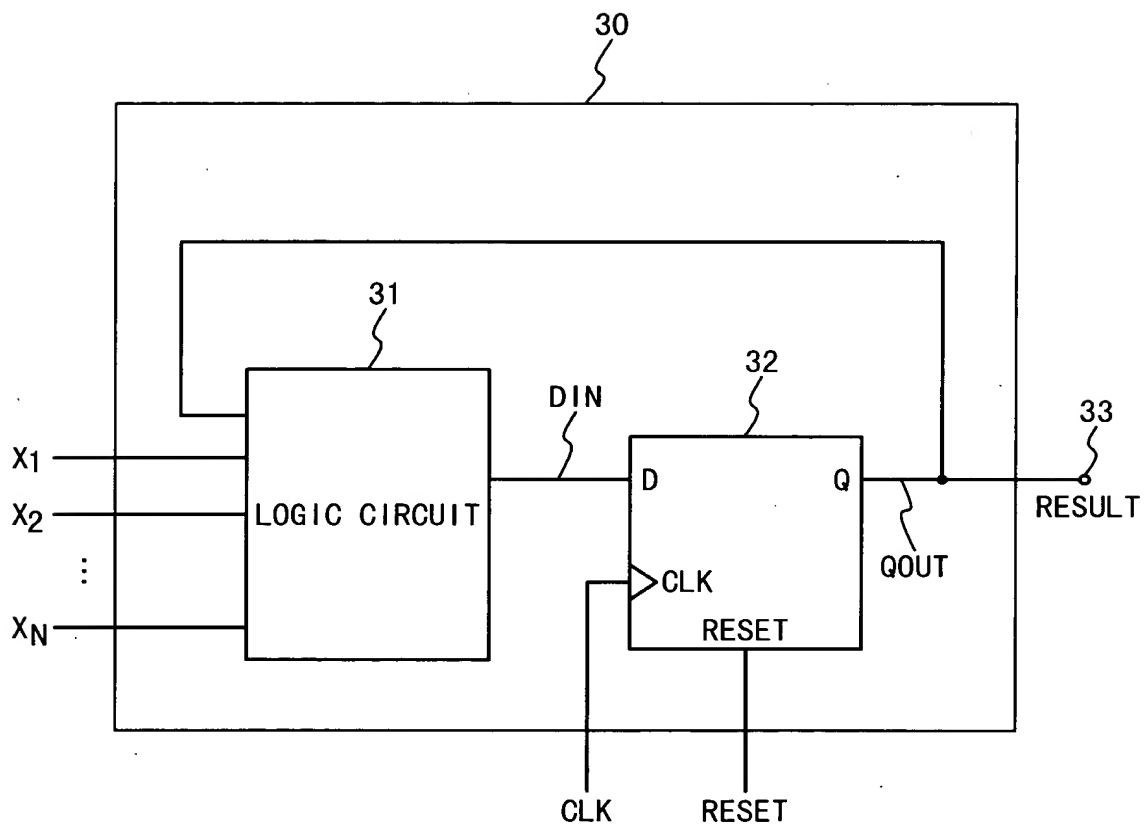 30
31
32
33
DIN
D
Q
X1
X2
⋮
XN
LOGIC CIRCUIT
RESULT
QOUT
CLK
RESET
CLK
RESET